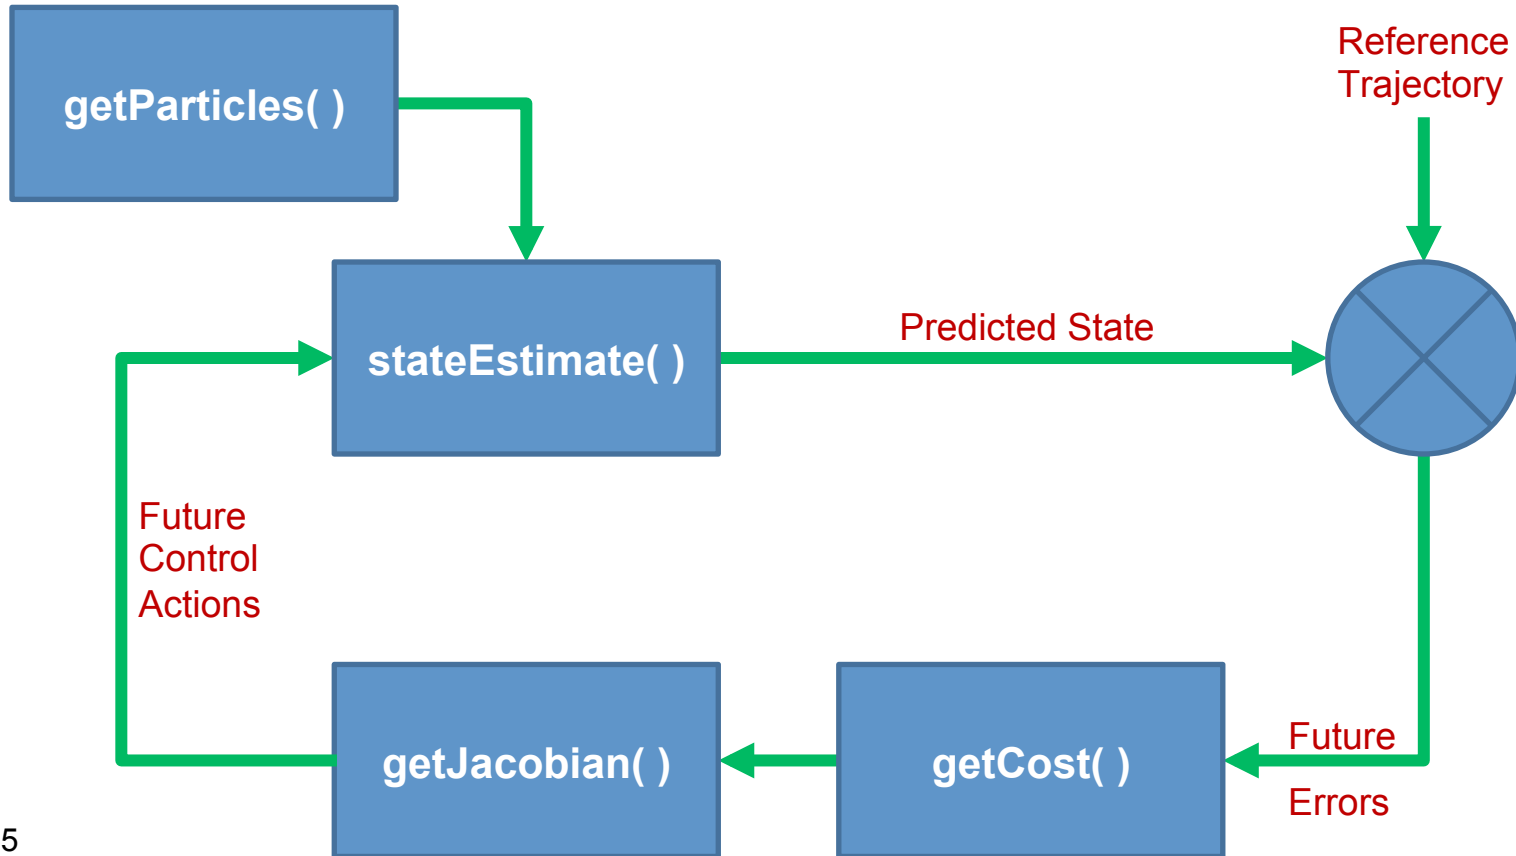 getParticles( )
Reference
Trajectory
Predicted State
stateEstimate( )
Future
Control
Actions
getJacobian( )
getCost( )
Future
Errors
5